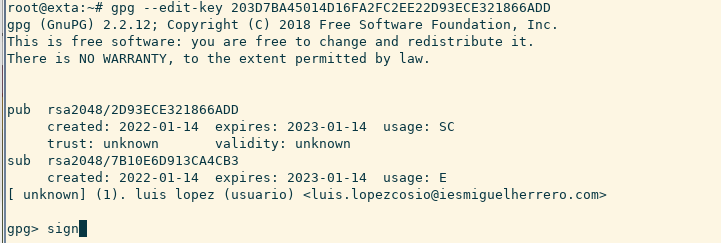 root@exta:~# gpg --edit-key 203D7BA45014D16FA2FC2EE22D93ECE321866ADD
gpg (GnuPG) 2.2.12; Copyright (C) 2018 Free Software Foundation, Inc.
This is free software: you are free to change and redistribute it.
There is NO WARRANTY, to the extent permitted by law.
pub  rsa2048/2D93ECE321866ADD
     created: 2022-01-14  expires: 2023-01-14  usage: SC
     trust: unknown       validity: unknown
sub  rsa2048/7B10E6D913CA4CB3
     created: 2022-01-14  expires: 2023-01-14  usage: E
[ unknown] (1). luis lopez (usuario) <luis.lopezcosio@iesmiguelherrero.com>
gpg> sign